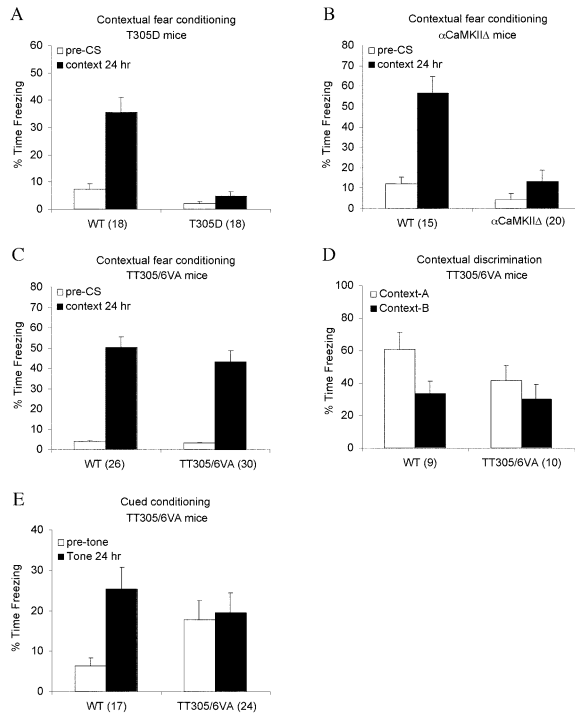 A
Contextual fear conditioning
T305D mice
pre-CS
context 24 hr
% Time Freezing
60
50
40
30
20
10
0
WT (18)
T305D (18)
B
Contextual fear conditioning
αCaMKIIΔ mice
pre-CS
context 24 hr
% Time Freezing
80
70
60
50
40
30
20
10
0
WT (15)
αCaMKIIΔ (20)
C
Contextual fear conditioning
TT305/6VA mice
pre-CS
context 24 hr
% Time Freezing
80
70
60
50
40
30
20
10
0
WT (26)
TT305/6VA (30)
D
Contextual discrimination
TT305/6VA mice
Context-A
Context-B
% Time Freezing
100
80
60
40
20
0
WT (9)
TT305/6VA (10)
E
Cued conditioning
TT305/6VA mice
pre-tone
Tone 24 hr
% Time Freezing
40
30
20
10
0
WT (17)
TT305/6VA (24)